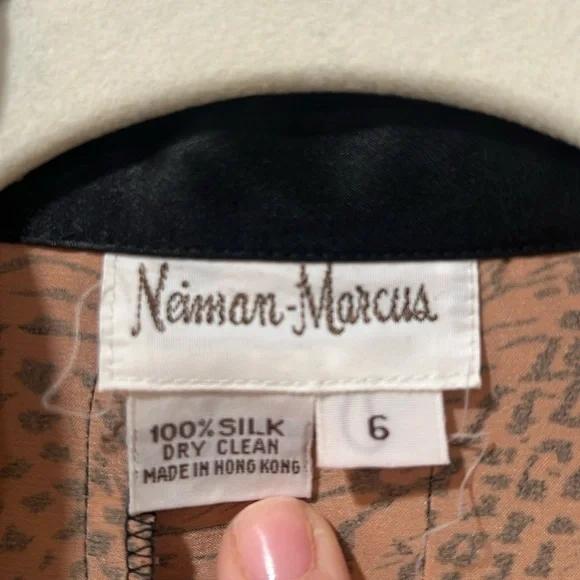 Neiman-Marcus
100% SILK
DRY CLEAN
MADE IN HONG KONG
6